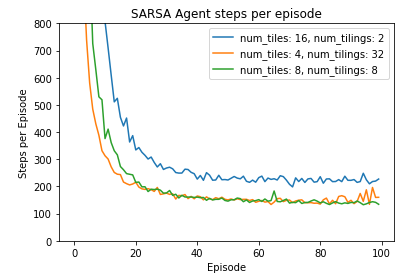 SARSA Agent steps per episode
num_tiles: 16, num_tilings: 2
num_tiles: 4, num_tilings: 32
num_tiles: 8, num_tilings: 8
Steps per Episode
800
700
600
500
400
300
200
100
0
0 20 40 60 80 100
Episode